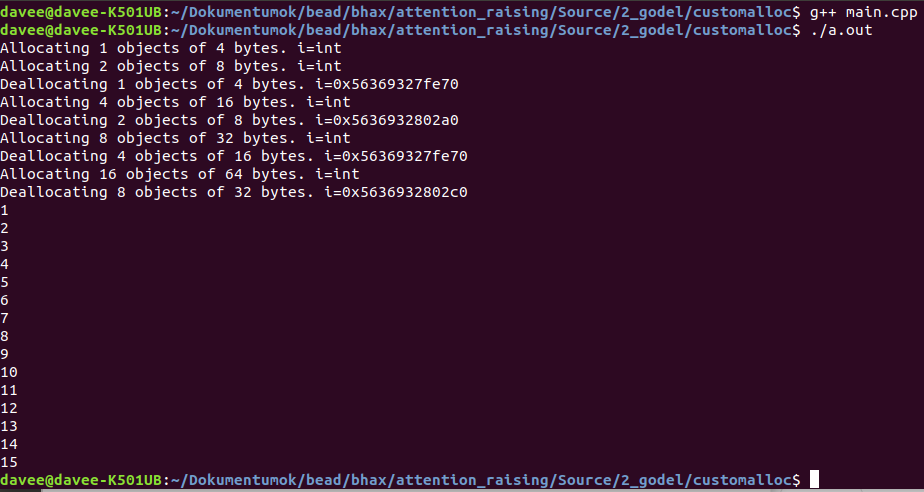 davee@davee-K501UB:~/Dokumentumok/bead/bhax/attention_raising/Source/2_godel/customalloc$ g++ main.cpp
davee@davee-K501UB:~/Dokumentumok/bead/bhax/attention_raising/Source/2_godel/customalloc$ ./a.out
Allocating 1 objects of 4 bytes. i=int
Allocating 2 objects of 8 bytes. i=int
Deallocating 1 objects of 4 bytes. i=0x56369327fe70
Allocating 4 objects of 16 bytes. i=int
Deallocating 2 objects of 8 bytes. i=0x5636932802a0
Allocating 8 objects of 32 bytes. i=int
Deallocating 4 objects of 16 bytes. i=0x56369327fe70
Allocating 16 objects of 64 bytes. i=int
Deallocating 8 objects of 32 bytes. i=0x5636932802c0
1
2
3
4
5
6
7
8
9
10
11
12
13
14
15
davee@davee-K501UB:~/Dokumentumok/bead/bhax/attention_raising/Source/2_godel/customalloc$